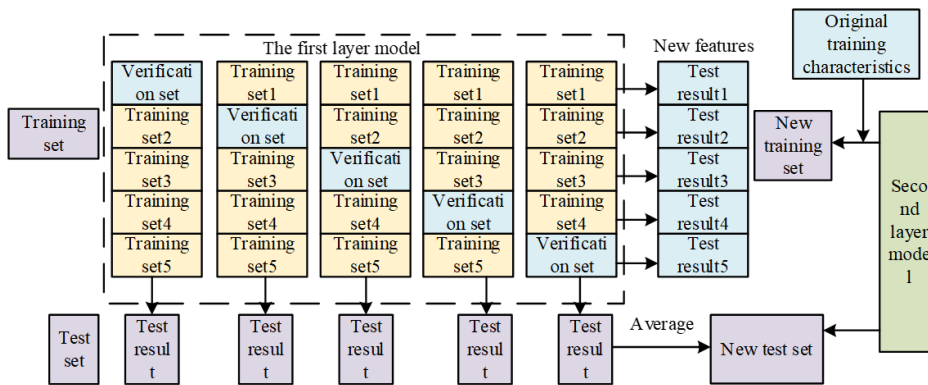 The first layer model
New features
Original
training
characteristics
Training
set
Verificati
on set
Training
set2
Training
set3
Training
set4
Training
set5
Training
set1
Verificati
on set
Training
set3
Training
set4
Training
set5
Training
set1
Training
set2
Verificati
on set
Training
set4
Training
set5
Training
set1
Training
set2
Training
set3
Verificati
on set
Training
set5
Training
set1
Training
set2
Training
set3
Training
set4
Verificati
on set
Test
result1
Test
result2
Test
result3
Test
result4
Test
result5
New
training
set
Seco
nd
layer
mode
l
Test
set
Test
resul
t
Test
resul
t
Test
resul
t
Test
resul
t
Test
resul
t
Average
New test set